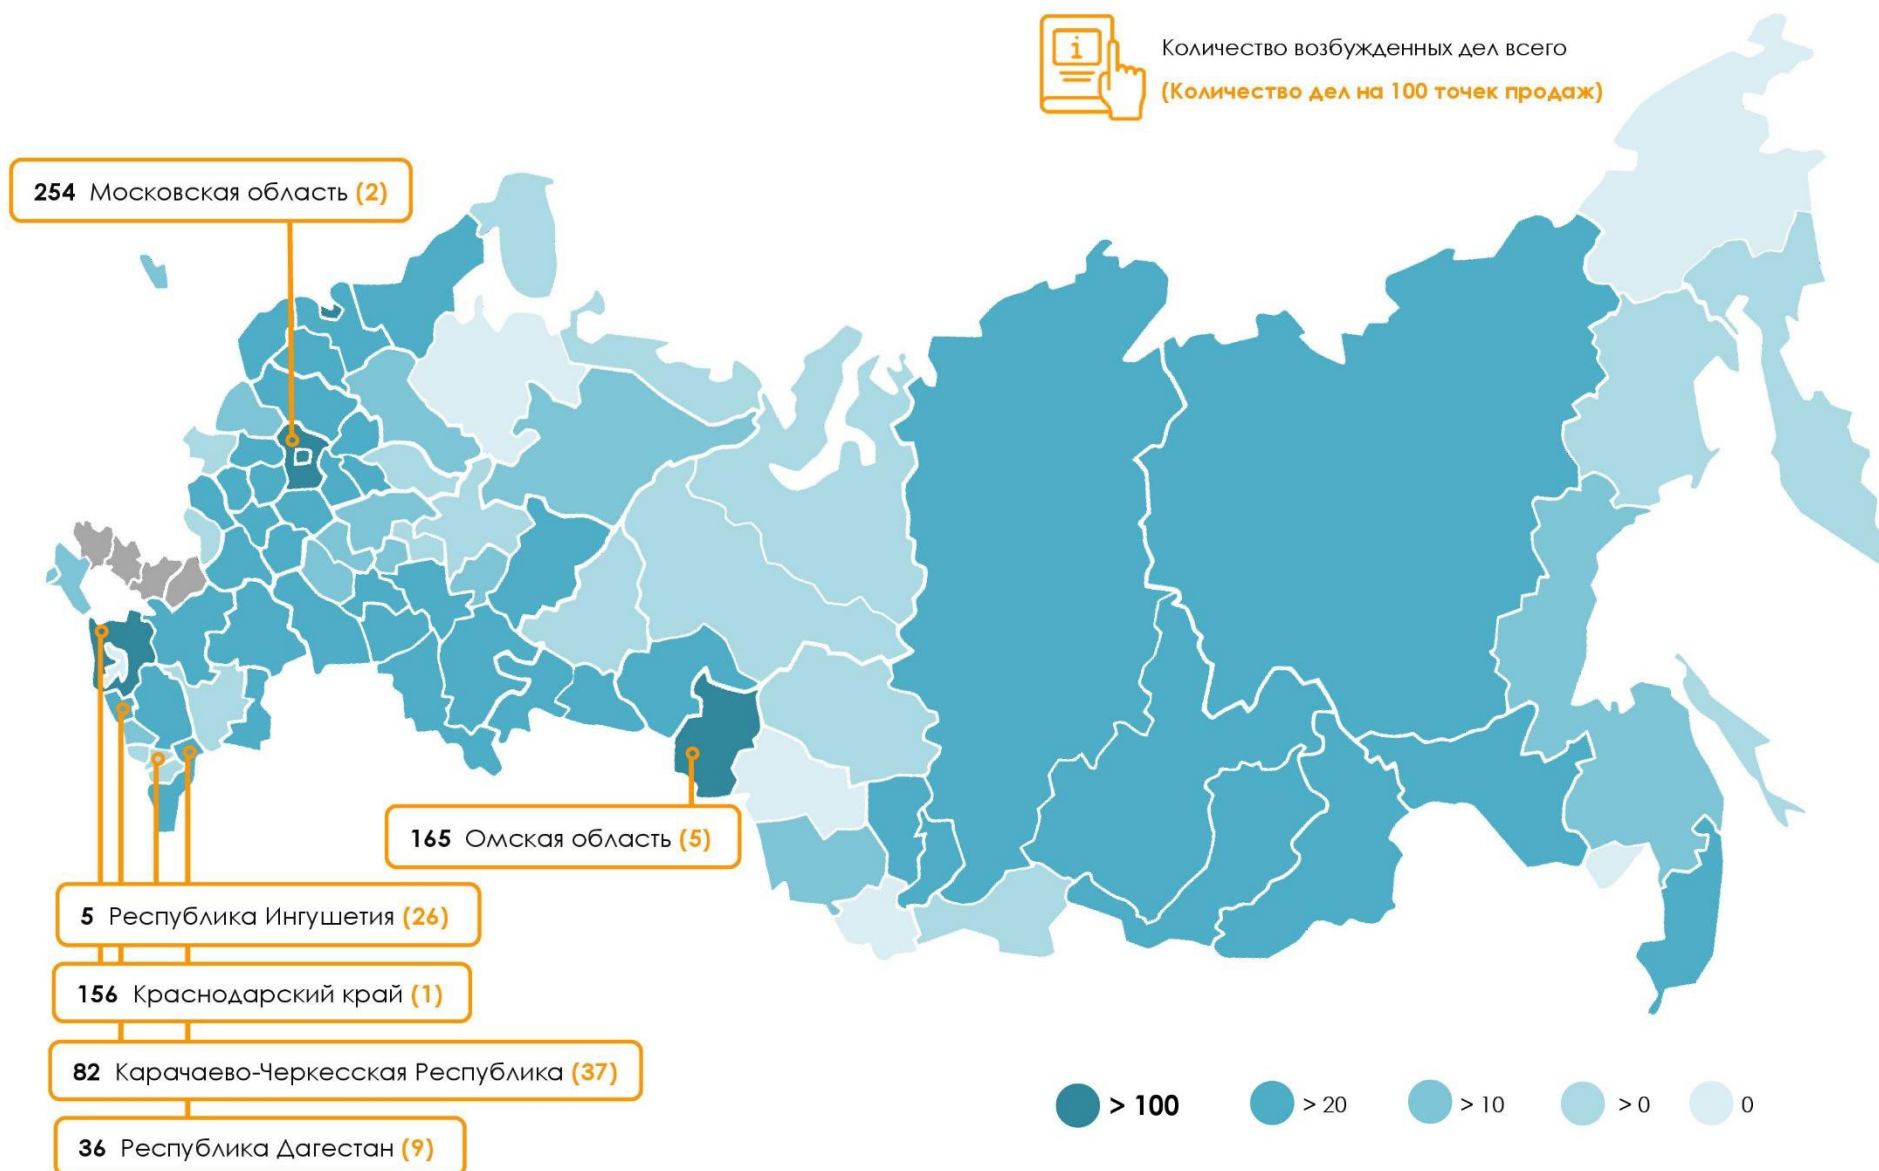 i
Количество возбужденных дел всего
(Количество дел на 100 точек продаж)
254 Московская область (2)
165 Омская область (5)
5 Республика Ингушетия (26)
156 Краснодарский край (1)
82 Карачаево-Черкесская Республика (37)
36 Республика Дагестан (9)
> 100
> 20
> 10
> 0
0